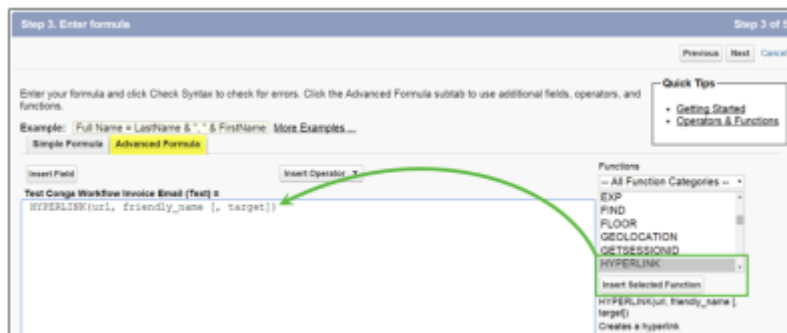 Step 3. Enter formula
Step 3 of 5
Previous Next Cancel
Enter your formula and click Check Syntax to check for errors. Click the Advanced Formula subtab to use additional fields, operators, and
functions.
Quick Tips
Getting Started
Operators & Functions
Example: Full Name = LastName & ", " & FirstName More Examples ...
Simple Formula Advanced Formula
Insert Field
Insert Operator
Test Conga Workflow Invoice Email (Text) =
HYPERLINK(url, friendly_name [, target])
Functions
-- All Function Categories --
EXP
FIND
FLOOR
GEOLOCATION
GETSESSIONID
HYPERLINK
Insert Selected Function
HYPERLINK(url, friendly_name [,
target])
Creates a hyperlink